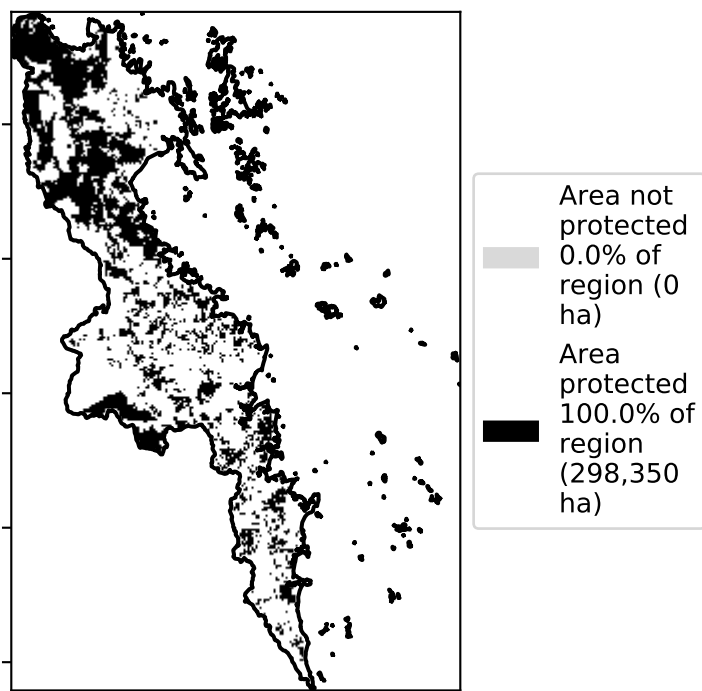 Area not
protected
0.0% of
region (0
ha)
Area
protected
100.0% of
region
(298,350
ha)